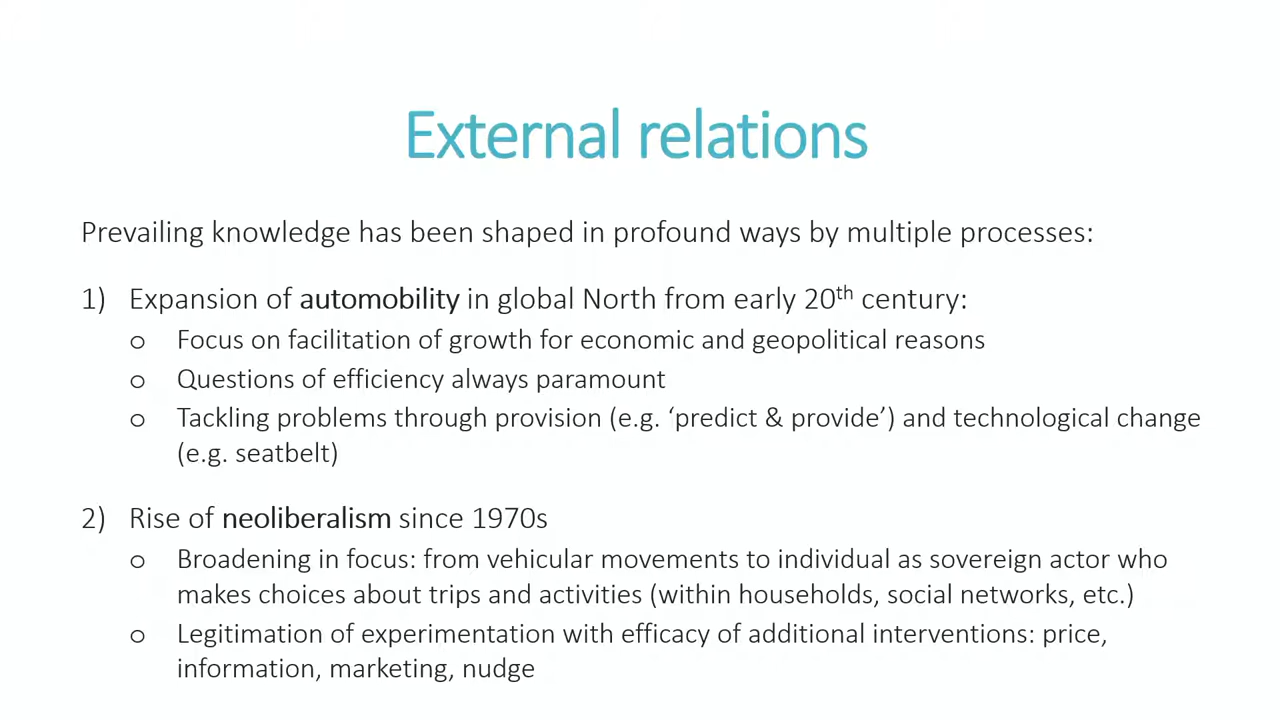 External relations
Prevailing knowledge has been shaped in profound ways by multiple processes:
1) Expansion of automobility in global North from early 20th century:
o Focus on facilitation of growth for economic and geopolitical reasons
o Questions of efficiency always paramount
o Tackling problems through provision (e.g. ‘predict & provide’) and technological change
(e.g. seatbelt)
2) Rise of neoliberalism since 1970s
o Broadening in focus: from vehicular movements to individual as sovereign actor who
makes choices about trips and activities (within households, social networks, etc.)
o Legitimation of experimentation with efficacy of additional interventions: price,
information, marketing, nudge